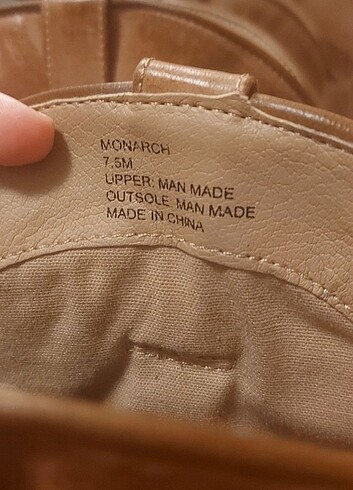 MONARCH
7.5M
UPPER: MAN MADE
OUTSOLE: MAN MADE
MADE IN CHINA